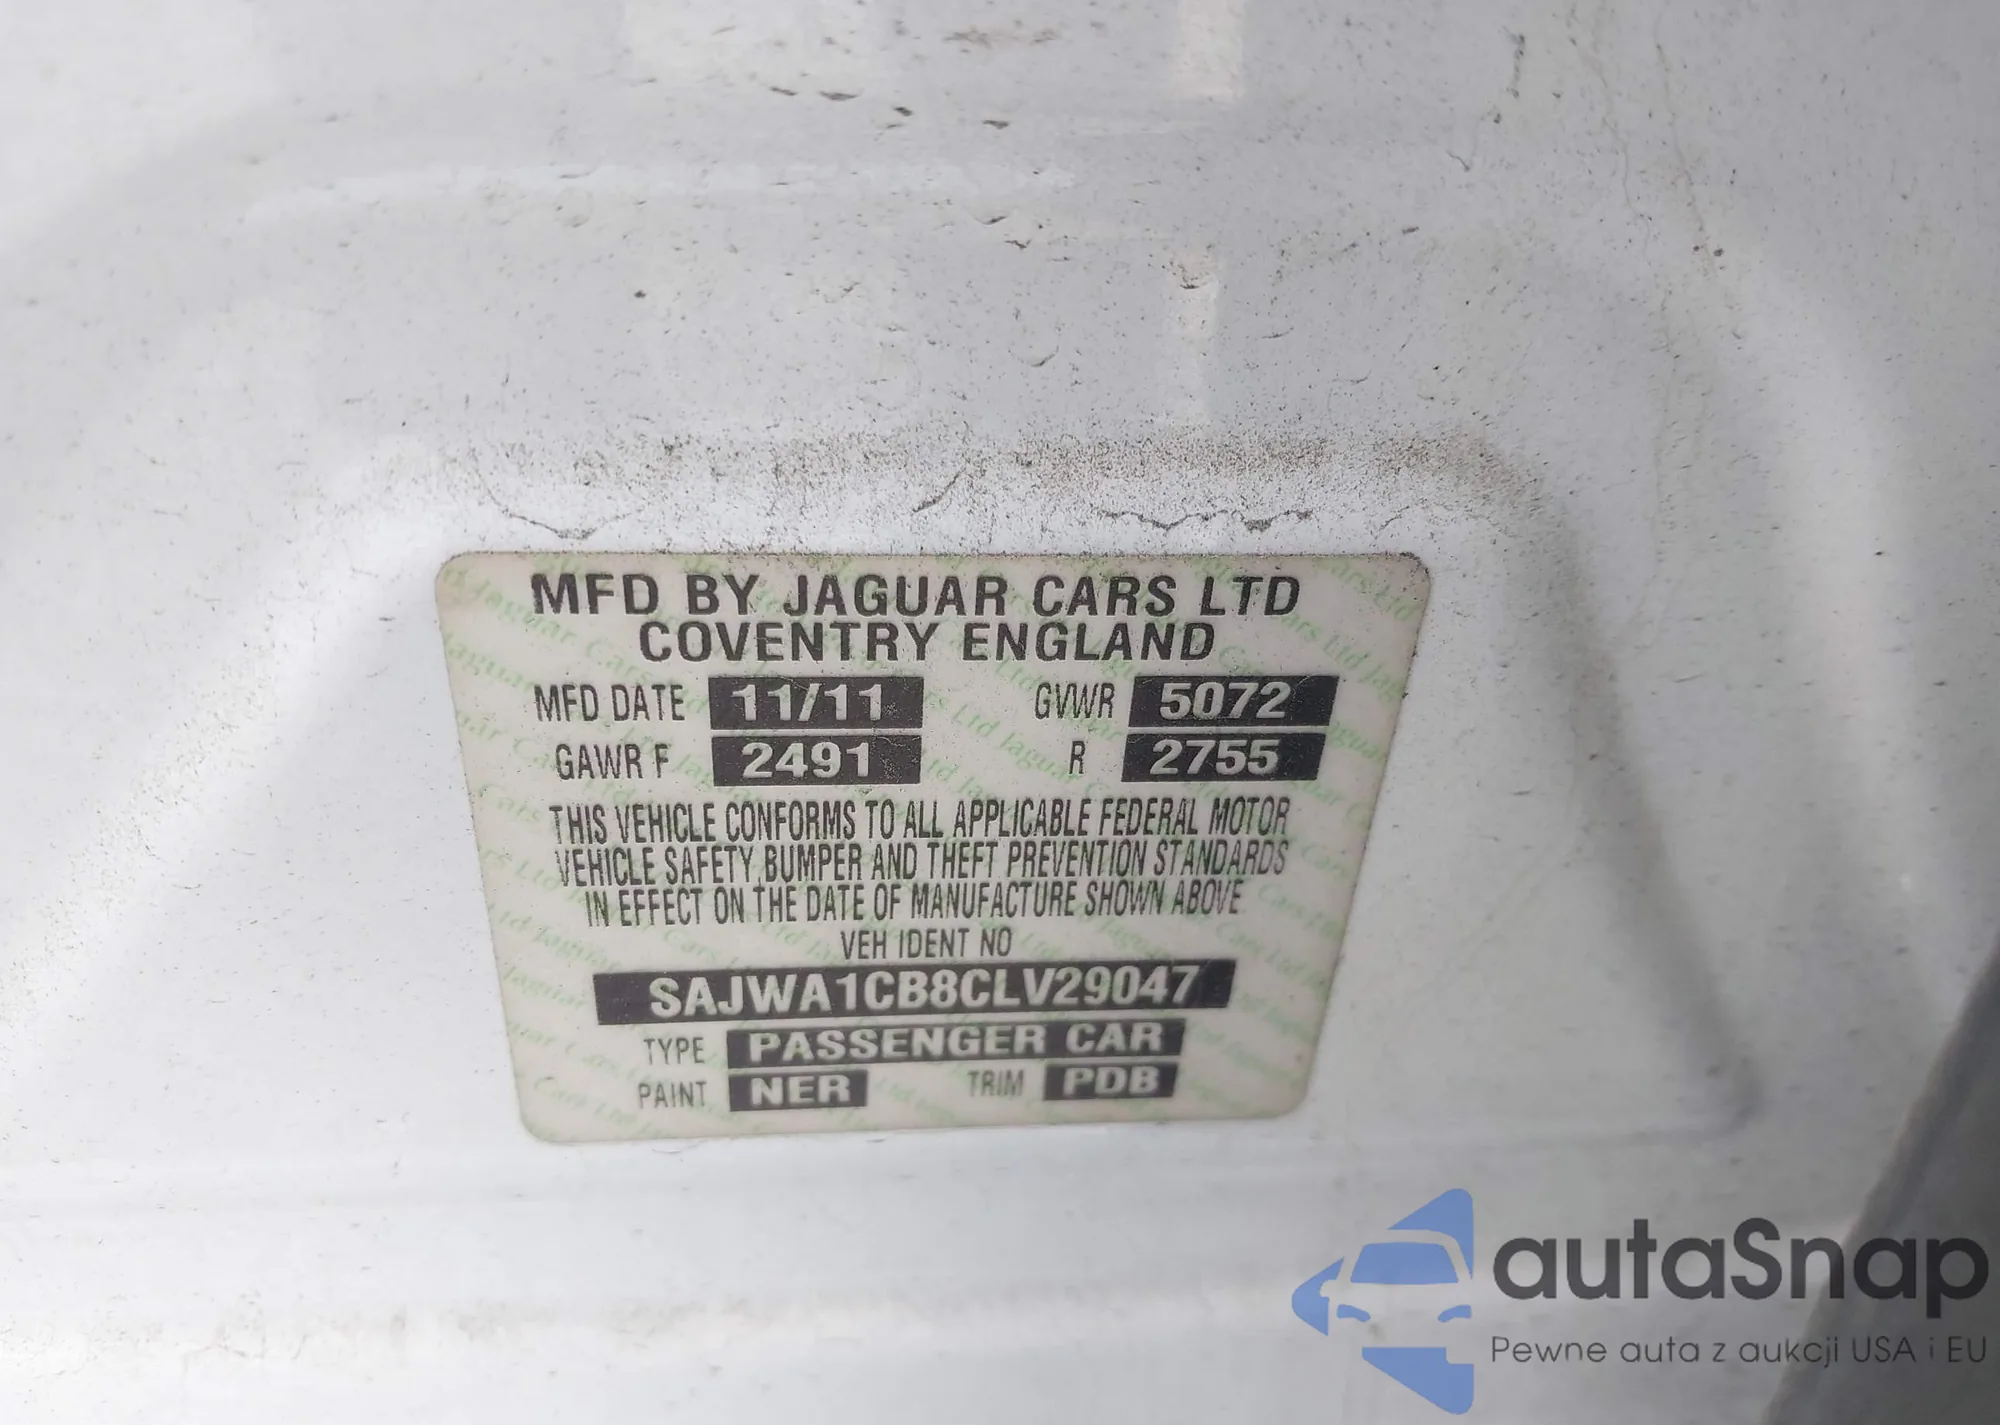 MFD BY JAGUAR CARS LTD
COVENTRY ENGLAND
MFD DATE 11/11 GVWR 5072
GAWR F 2491 R 2755
THIS VEHICLE CONFORMS TO ALL APPLICABLE FEDERAL MOTOR
VEHICLE SAFETY, BUMPER AND THEFT PREVENTION STANDARDS
IN EFFECT ON THE DATE OF MANUFACTURE SHOWN ABOVE
VEH IDENT NO
SAJWA1CB8CLV29047
TYPE PASSENGER CAR
PAINT NER TRIM PDB
autaSnap
Pewne auta z aukcji USA i EU